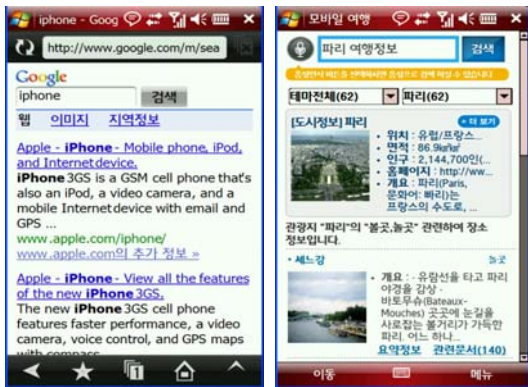 iphone - Goog
http://www.google.com/m/sea
Google
iphone
검색
웹 이미지 지역정보
Apple - iPhone - Mobile phone, iPod,
and Internet device.
iPhone 3GS is a GSM cell phone that's
also an iPod, a video camera, and a
mobile Internet device with email and
GPS ...
www.apple.com/iphone/
www.apple.com의 추가 정보 »
Apple - iPhone - View all the features
of the new iPhone 3GS.
The new iPhone 3GS cell phone
features faster performance, a video
camera, voice control, and GPS maps
with compass.
모바일 여행
파리 여행정보
검색
테마전체(62)
파리(62)
[도시정보] 파리
+ 더 보기
• 위치 : 유럽/프랑스...
• 면적 : 86.9㎢
• 인구 : 2,144,700인(...
• 홈페이지 : http://ww...
• 개요 : 파리(Paris,
문화어: 빠리)는
프랑스의 수도로, ...
관광지 "파리"의 "볼곳,놀곳" 관련하여 장소
정보입니다.
• 세느강
놀곳
• 개요 : · 유람선을 타고 파리
야경을 감상 ·
바토무슈(Bateaux-
Mouches) 곳곳에 눈길을
사로잡는 볼거리가 가득한
파리. 어느 하나...
요약정보 관련문서(140)
이동
메뉴